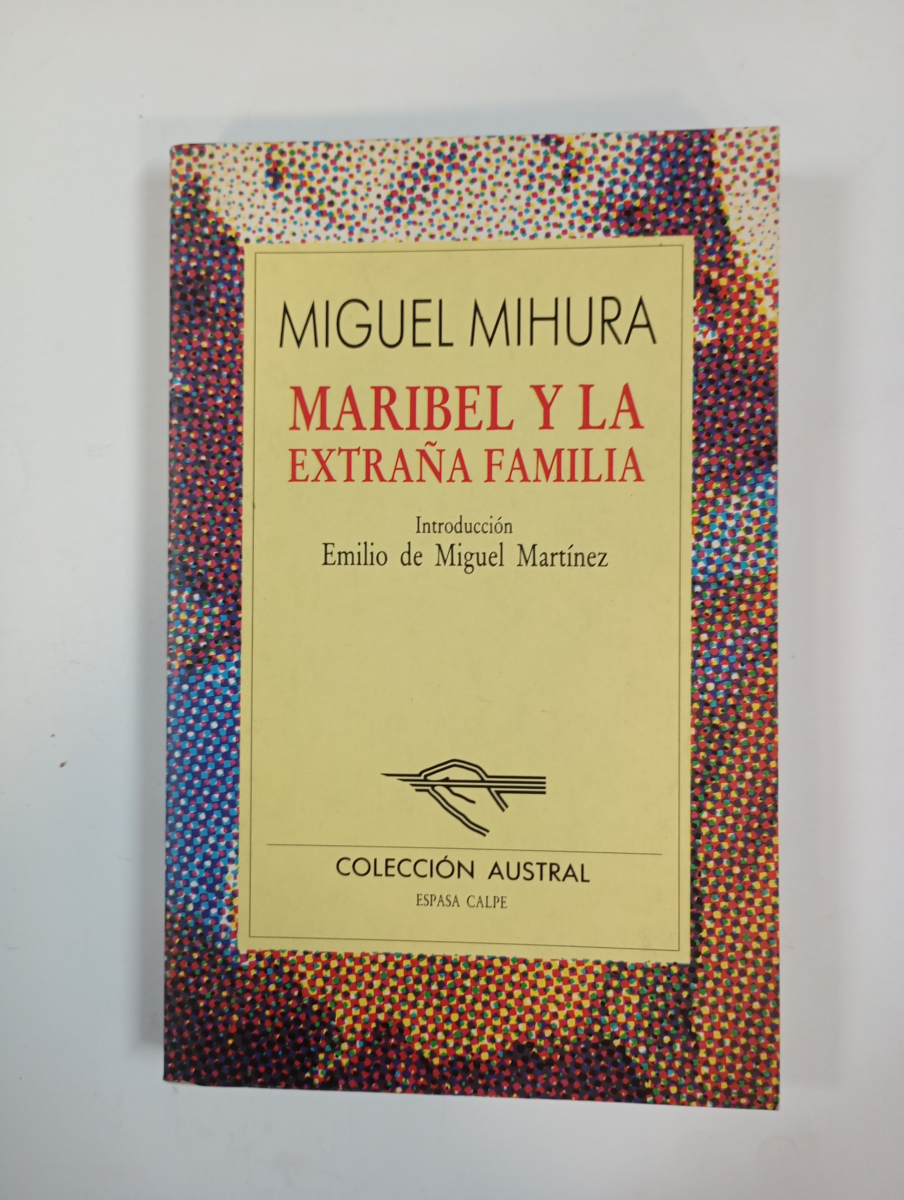 MIGUEL MIHURA
MARIBEL Y LA
EXTRAÑA FAMILIA
Introducción
Emilio de Miguel Martínez
COLECCIÓN AUSTRAL
ESPASA CALPE